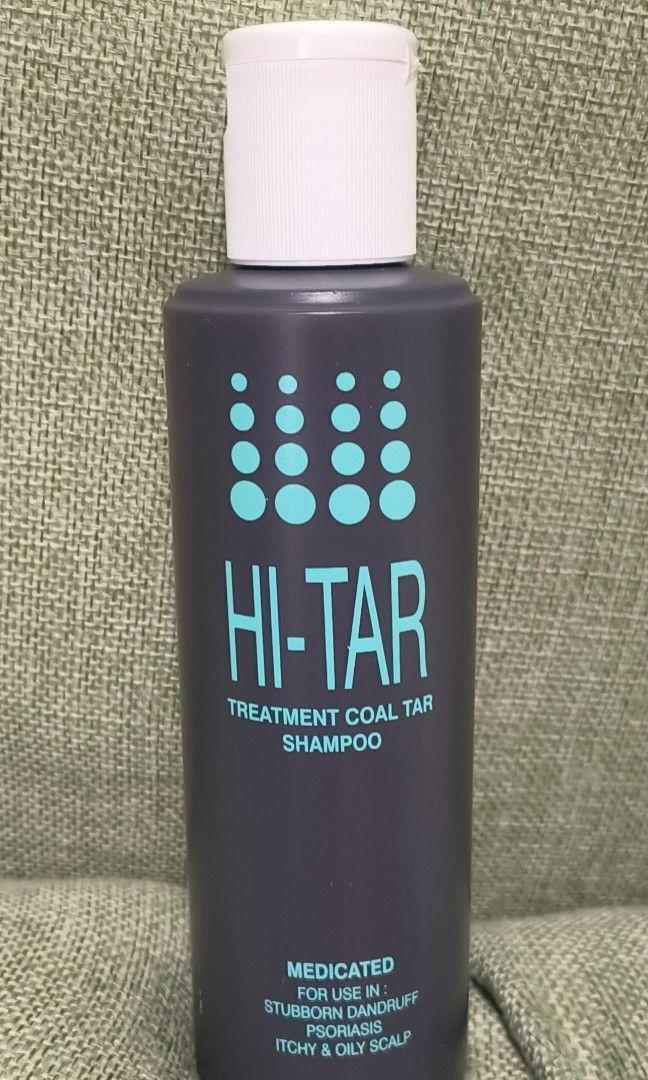 HI-TAR
TREATMENT COAL TAR
SHAMPOO
MEDICATED
FOR USE IN :
STUBBORN DANDRUFF
PSORIASIS
ITCHY & OILY SCALP